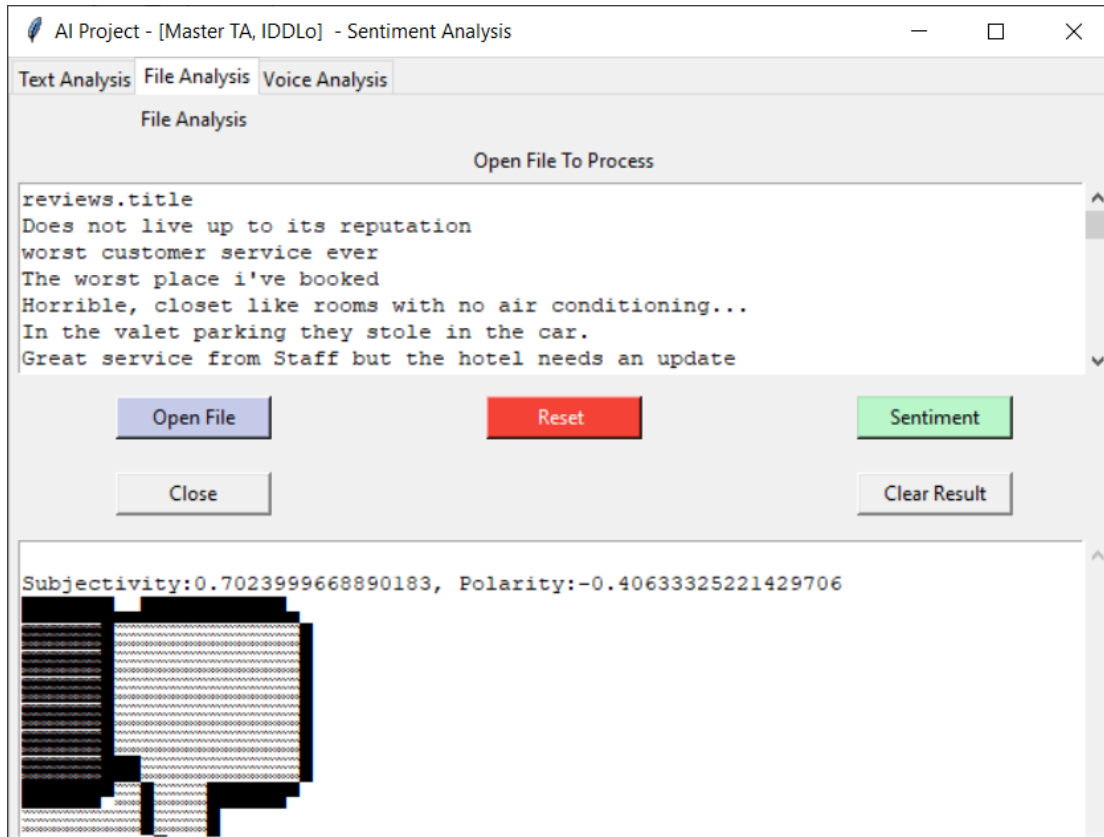 AI Project - [Master TA, IDDLo]  - Sentiment Analysis
Text Analysis File Analysis Voice Analysis
File Analysis
Open File To Process
reviews.title
Does not live up to its reputation
worst customer service ever
The worst place i've booked
Horrible, closet like rooms with no air conditioning...
In the valet parking they stole in the car.
Great service from Staff but the hotel needs an update
Open File Reset Sentiment
Close Clear Result
Subjectivity:0.7023999668890183, Polarity:-0.40633325221429706